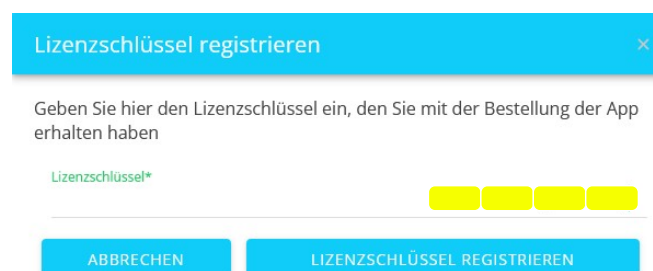 Lizenzschlüssel registrieren ×
Geben Sie hier den Lizenzschlüssel ein, den Sie mit der Bestellung der App
erhalten haben
Lizenzschlüssel*
ABBRECHEN LIZENZSCHLÜSSEL REGISTRIEREN